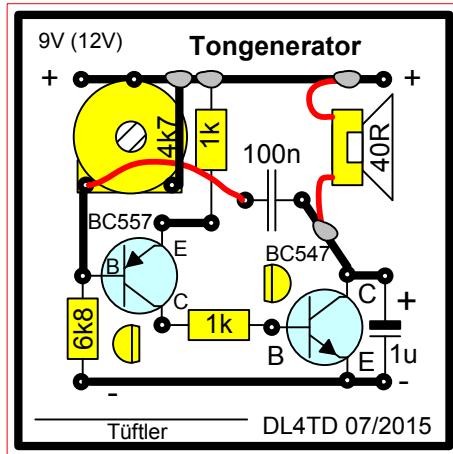 9V (12V)
Tongenerator
+
+
4k7
1k
100n
40R
BC557
E
BC547
B
C
C
+
6k8
1k
B
E
1u
-
-
Tüftler
DL4TD 07/2015